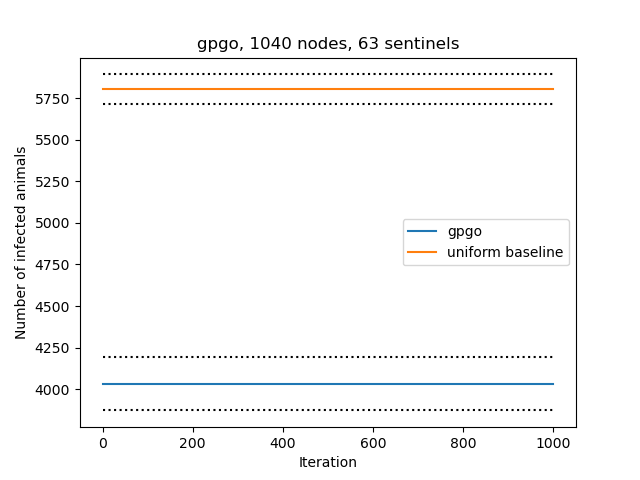 gpgo, 1040 nodes, 63 sentinels
Number of infected animals
5750
5500
5250
5000
4750
4500
4250
4000
gpgo
uniform baseline
0 200 400 600 800 1000
Iteration